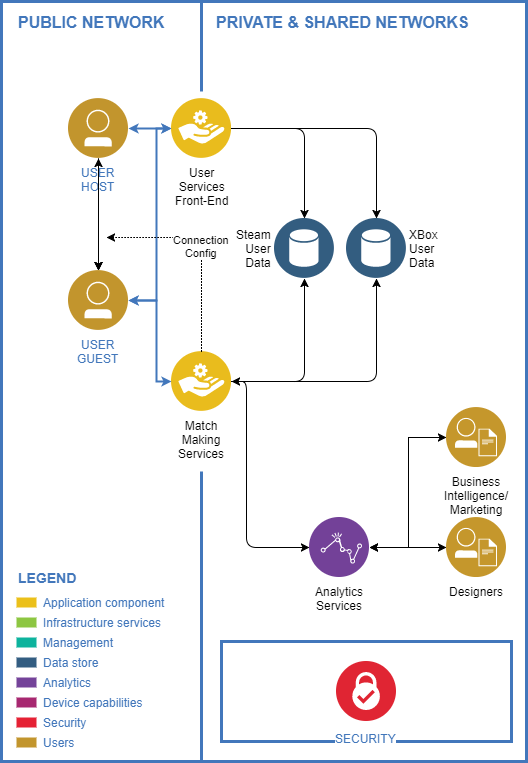 PUBLIC NETWORK
PRIVATE & SHARED NETWORKS
USER
HOST
User
Services
Front-End
Steam
User
Data
XBox
User
Data
Connection
Config
USER
GUEST
Match
Making
Services
Business
Intelligence/
Marketing
Analytics
Services
Designers
LEGEND
Application component
Infrastructure services
Management
Data store
Analytics
Device capabilities
Security
Users
SECURITY